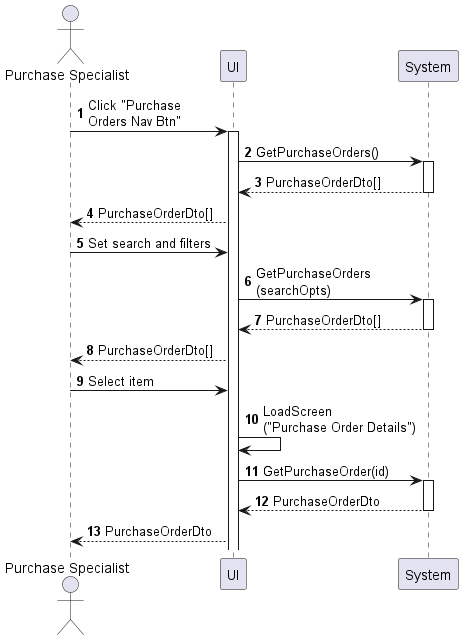 Purchase Specialist
UI
System
1 Click "Purchase
Orders Nav Btn"
2 GetPurchaseOrders()
3 PurchaseOrderDto[]
4 PurchaseOrderDto[]
5 Set search and filters
6 GetPurchaseOrders
(searchOpts)
7 PurchaseOrderDto[]
8 PurchaseOrderDto[]
9 Select item
10 LoadScreen
("Purchase Order Details")
11 GetPurchaseOrder(id)
12 PurchaseOrderDto
13 PurchaseOrderDto
Purchase Specialist
UI
System